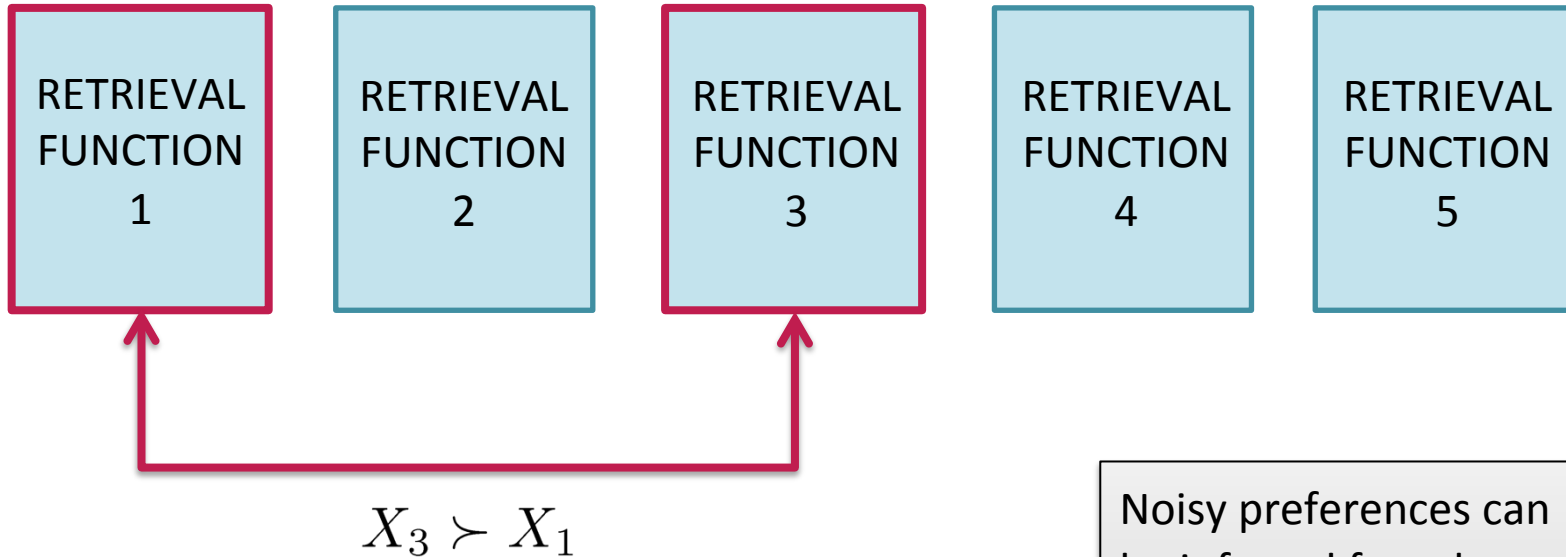 RETRIEVAL
FUNCTION
1
RETRIEVAL
FUNCTION
2
RETRIEVAL
FUNCTION
3
RETRIEVAL
FUNCTION
4
RETRIEVAL
FUNCTION
5
X₃ ≻ X₁
Noisy preferences can